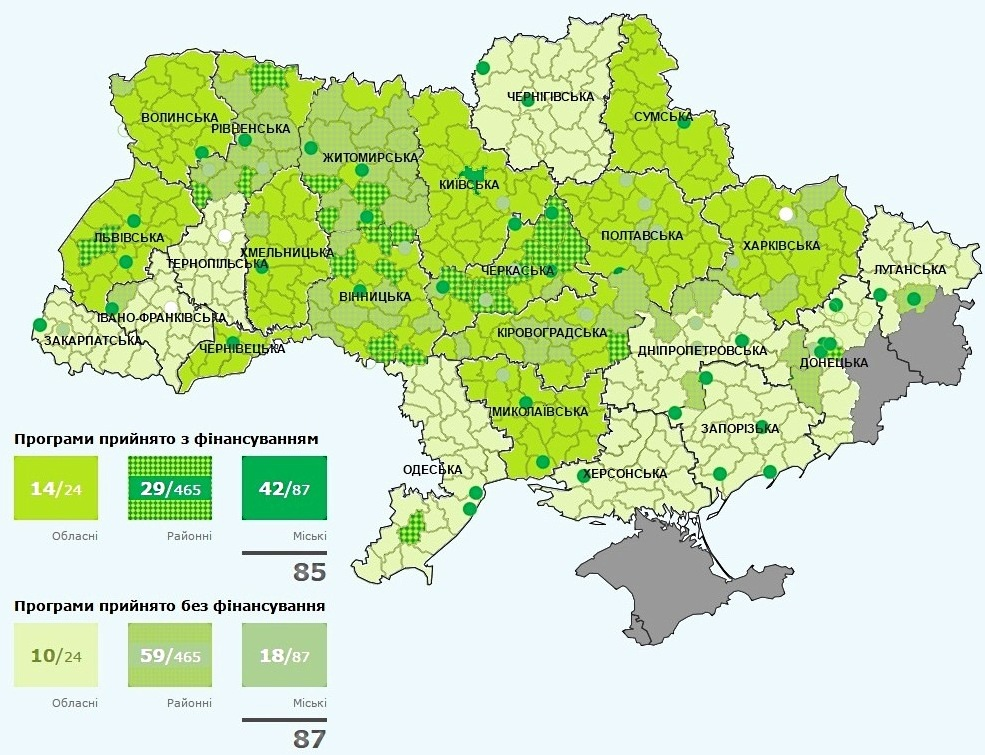 ЧЕРНІГІВСЬКА
ВОЛИНСЬКА
СУМСЬКА
РІВНЕНСЬКА
ЖИТОМИРСЬКА
КИЇВСЬКА
ЛЬВІВСЬКА
ПОЛТАВСЬКА
ХАРКІВСЬКА
ХМЕЛЬНИЦЬКА
ТЕРНОПІЛЬСЬКА
ЧЕРКАСЬКА
ЛУГАНСЬКА
ВІННИЦЬКА
ІВАНО-ФРАНКІВСЬКА
КІРОВОГРАДСЬКА
ЗАКАРПАТСЬКА
ЧЕРНІВЕЦЬКА
ДНІПРОПЕТРОВСЬКА
ДОНЕЦЬКА
МИКОЛАЇВСЬКА
ЗАПОРІЗЬКА
ОДЕСЬКА
ХЕРСОНСЬКА
Програми прийнято з фінансуванням
14/24 29/465 42/87
Обласні Районні Міські
85
Програми прийнято без фінансування
10/24 59/465 18/87
Обласні Районні Міські
87